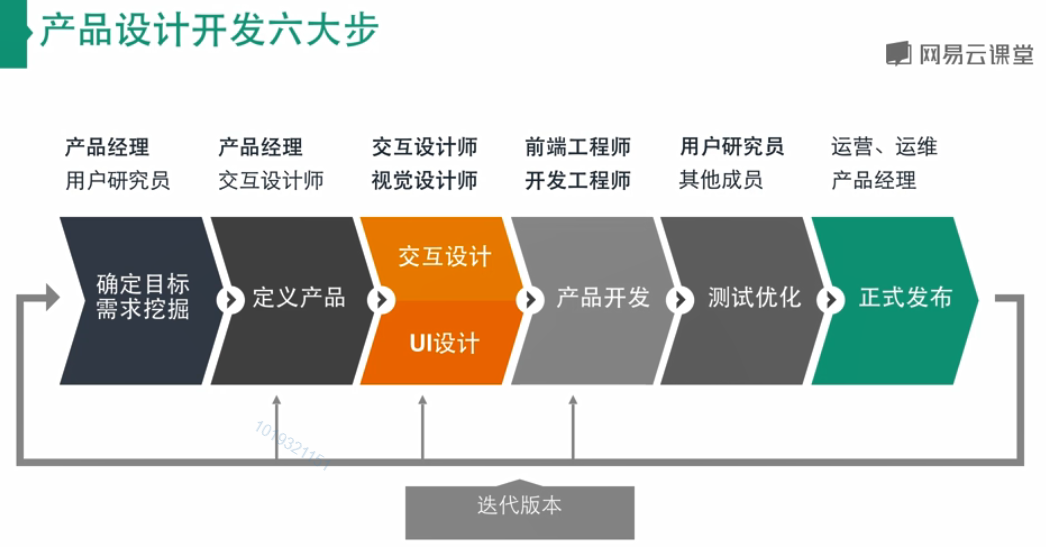 产品设计开发六大步
网易云课堂
产品经理
用户研究员
产品经理
交互设计师
交互设计师
视觉设计师
前端工程师
开发工程师
用户研究员
其他成员
运营、运维
产品经理
确定目标
需求挖掘
定义产品
交互设计
UI设计
产品开发
测试优化
正式发布
迭代版本